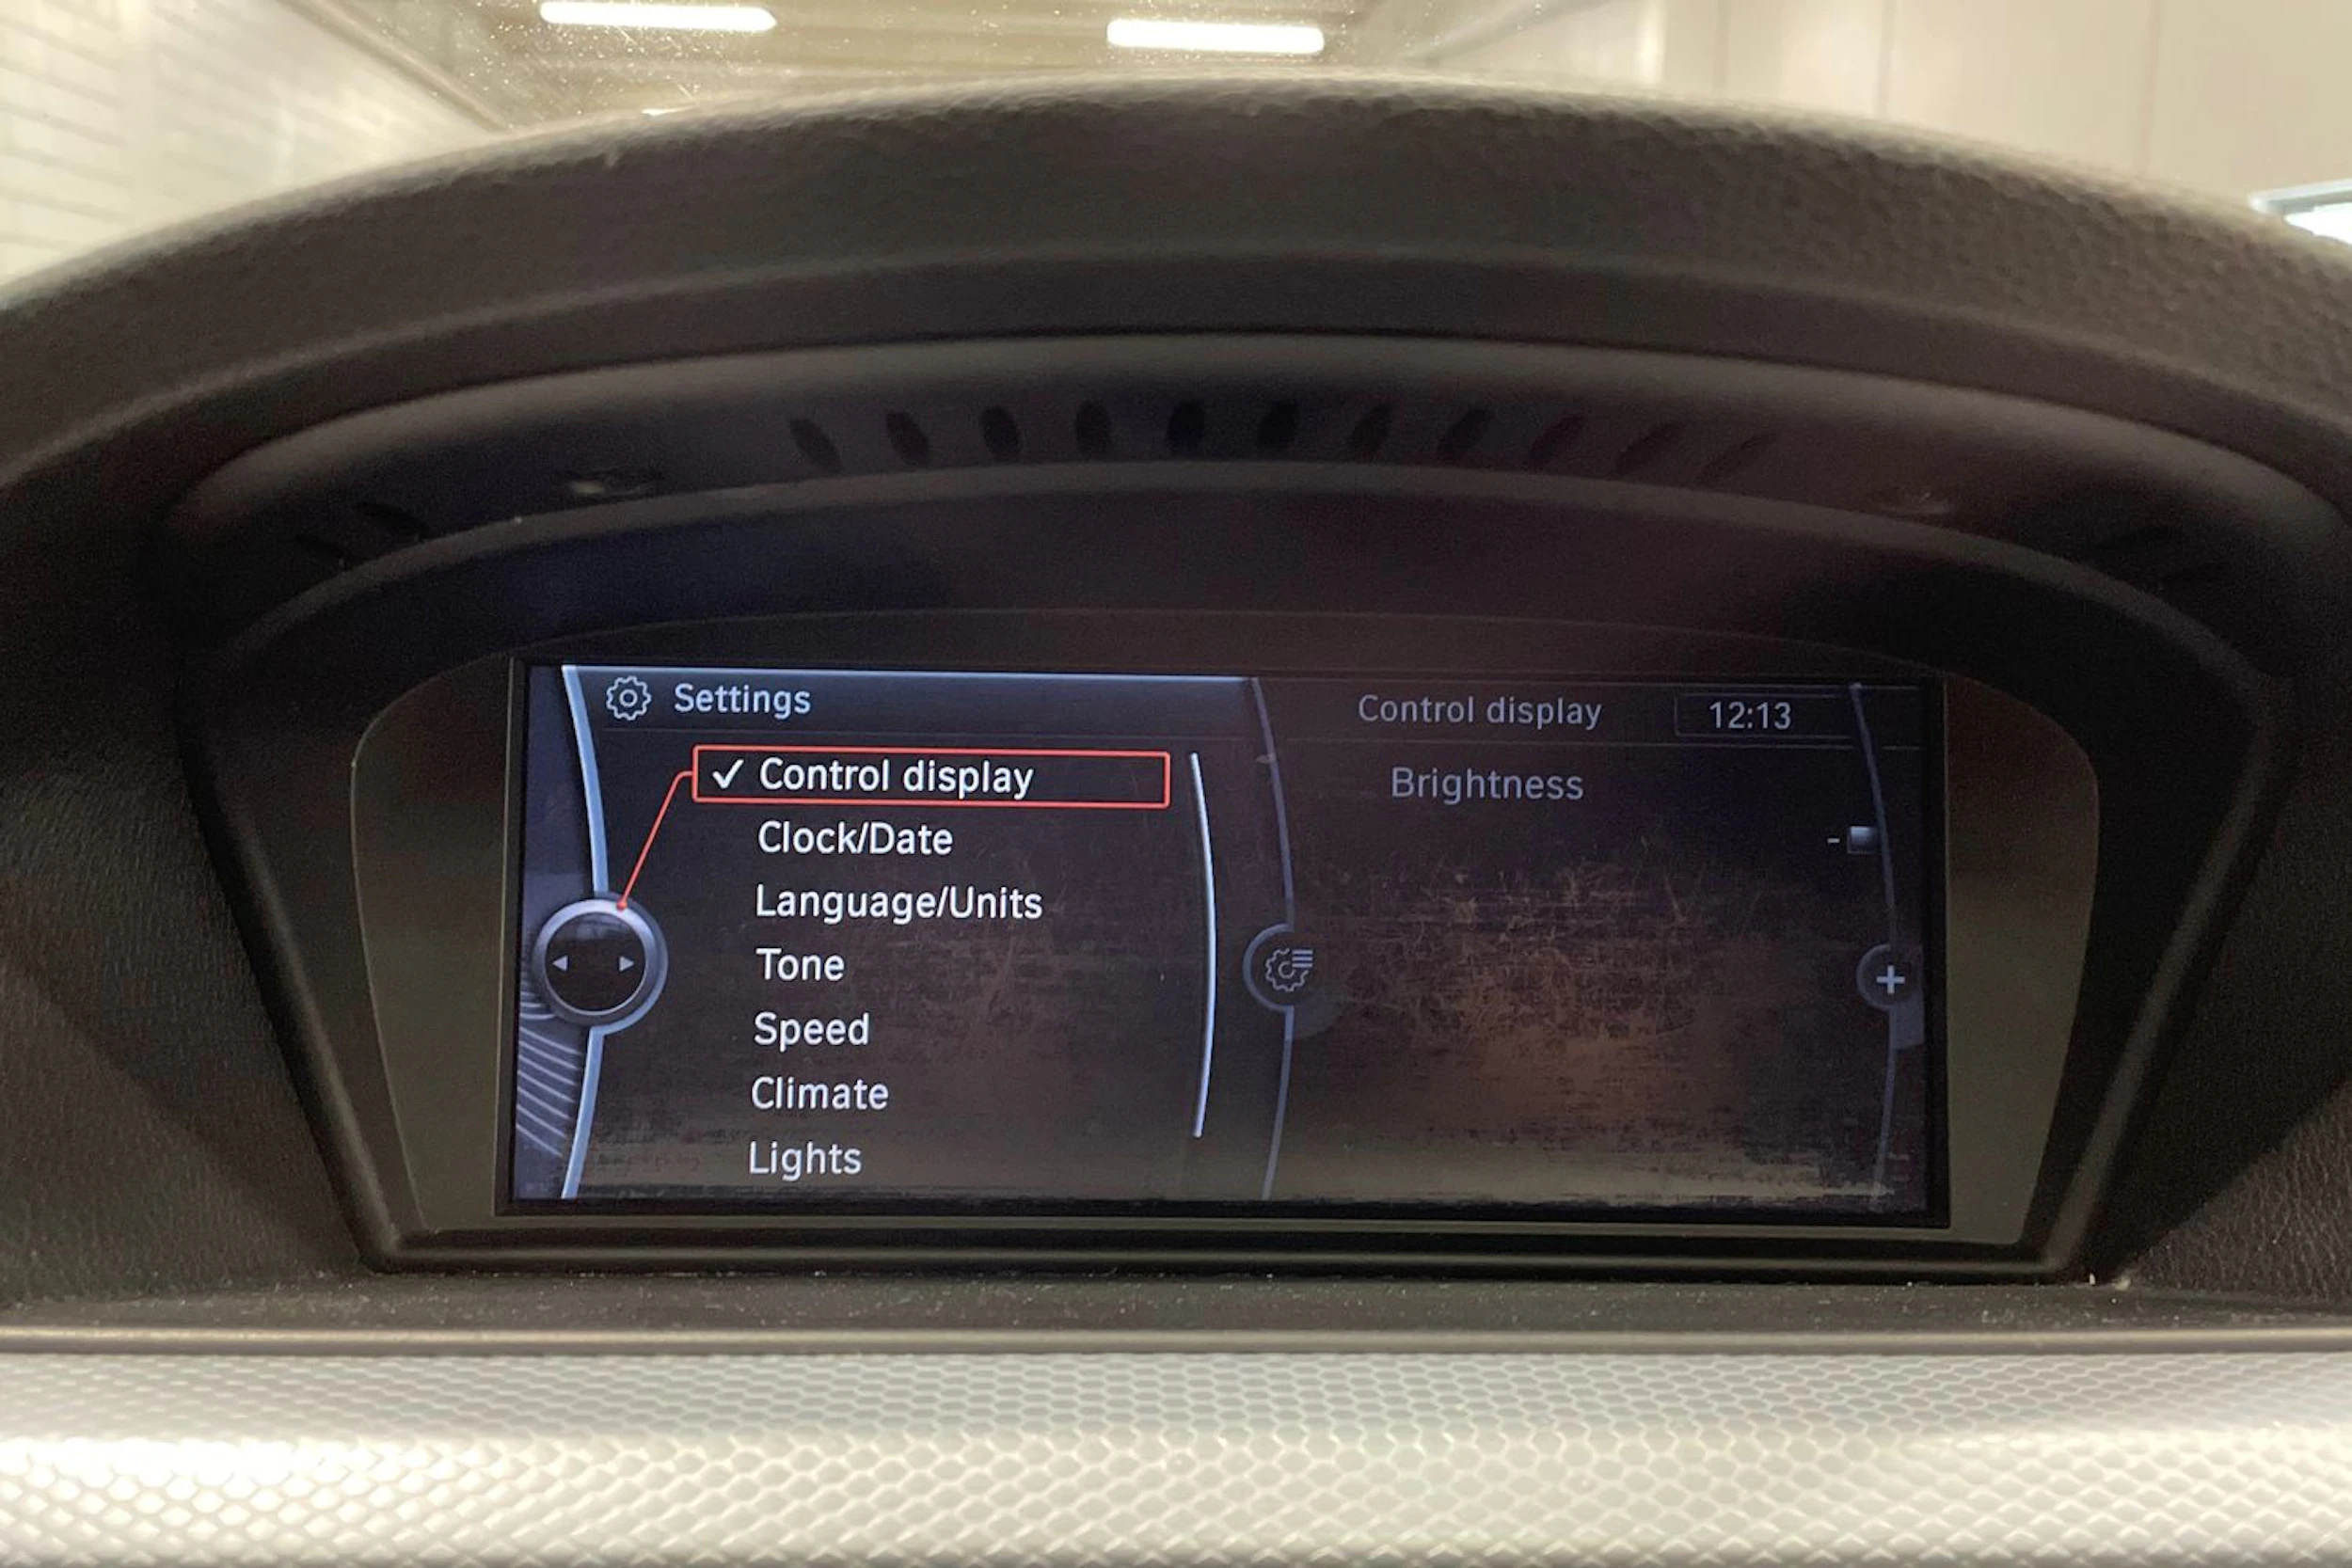 Settings
✓ Control display
Clock/Date
Language/Units
Tone
Speed
Climate
Lights
Control display 12:13
Brightness
-
+